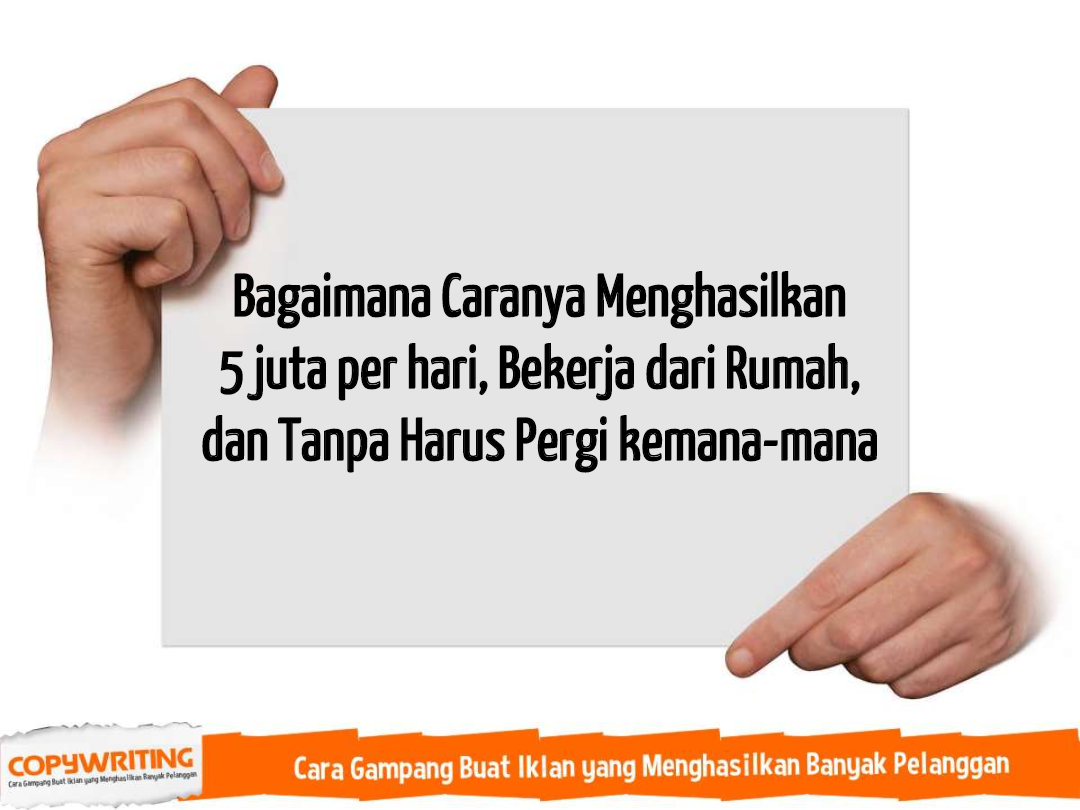 Bagaimana Caranya Menghasilkan
5 juta per hari, Bekerja dari Rumah,
dan Tanpa Harus Pergi kemana-mana
COPYWRITING
Cara Gampang Buat Iklan yang Menghasilkan Banyak Pelanggan
Cara Gampang Buat Iklan yang Menghasilkan Banyak Pelanggan